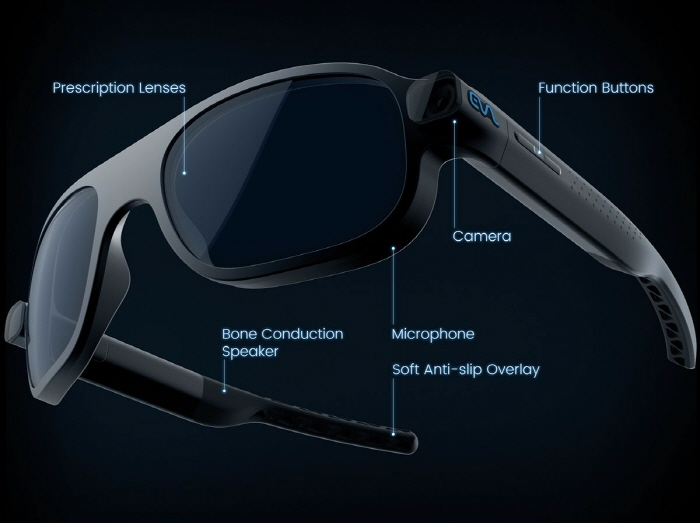 Prescription Lenses
Function Buttons
Camera
Bone Conduction
Speaker
Microphone
Soft Anti-slip Overlay